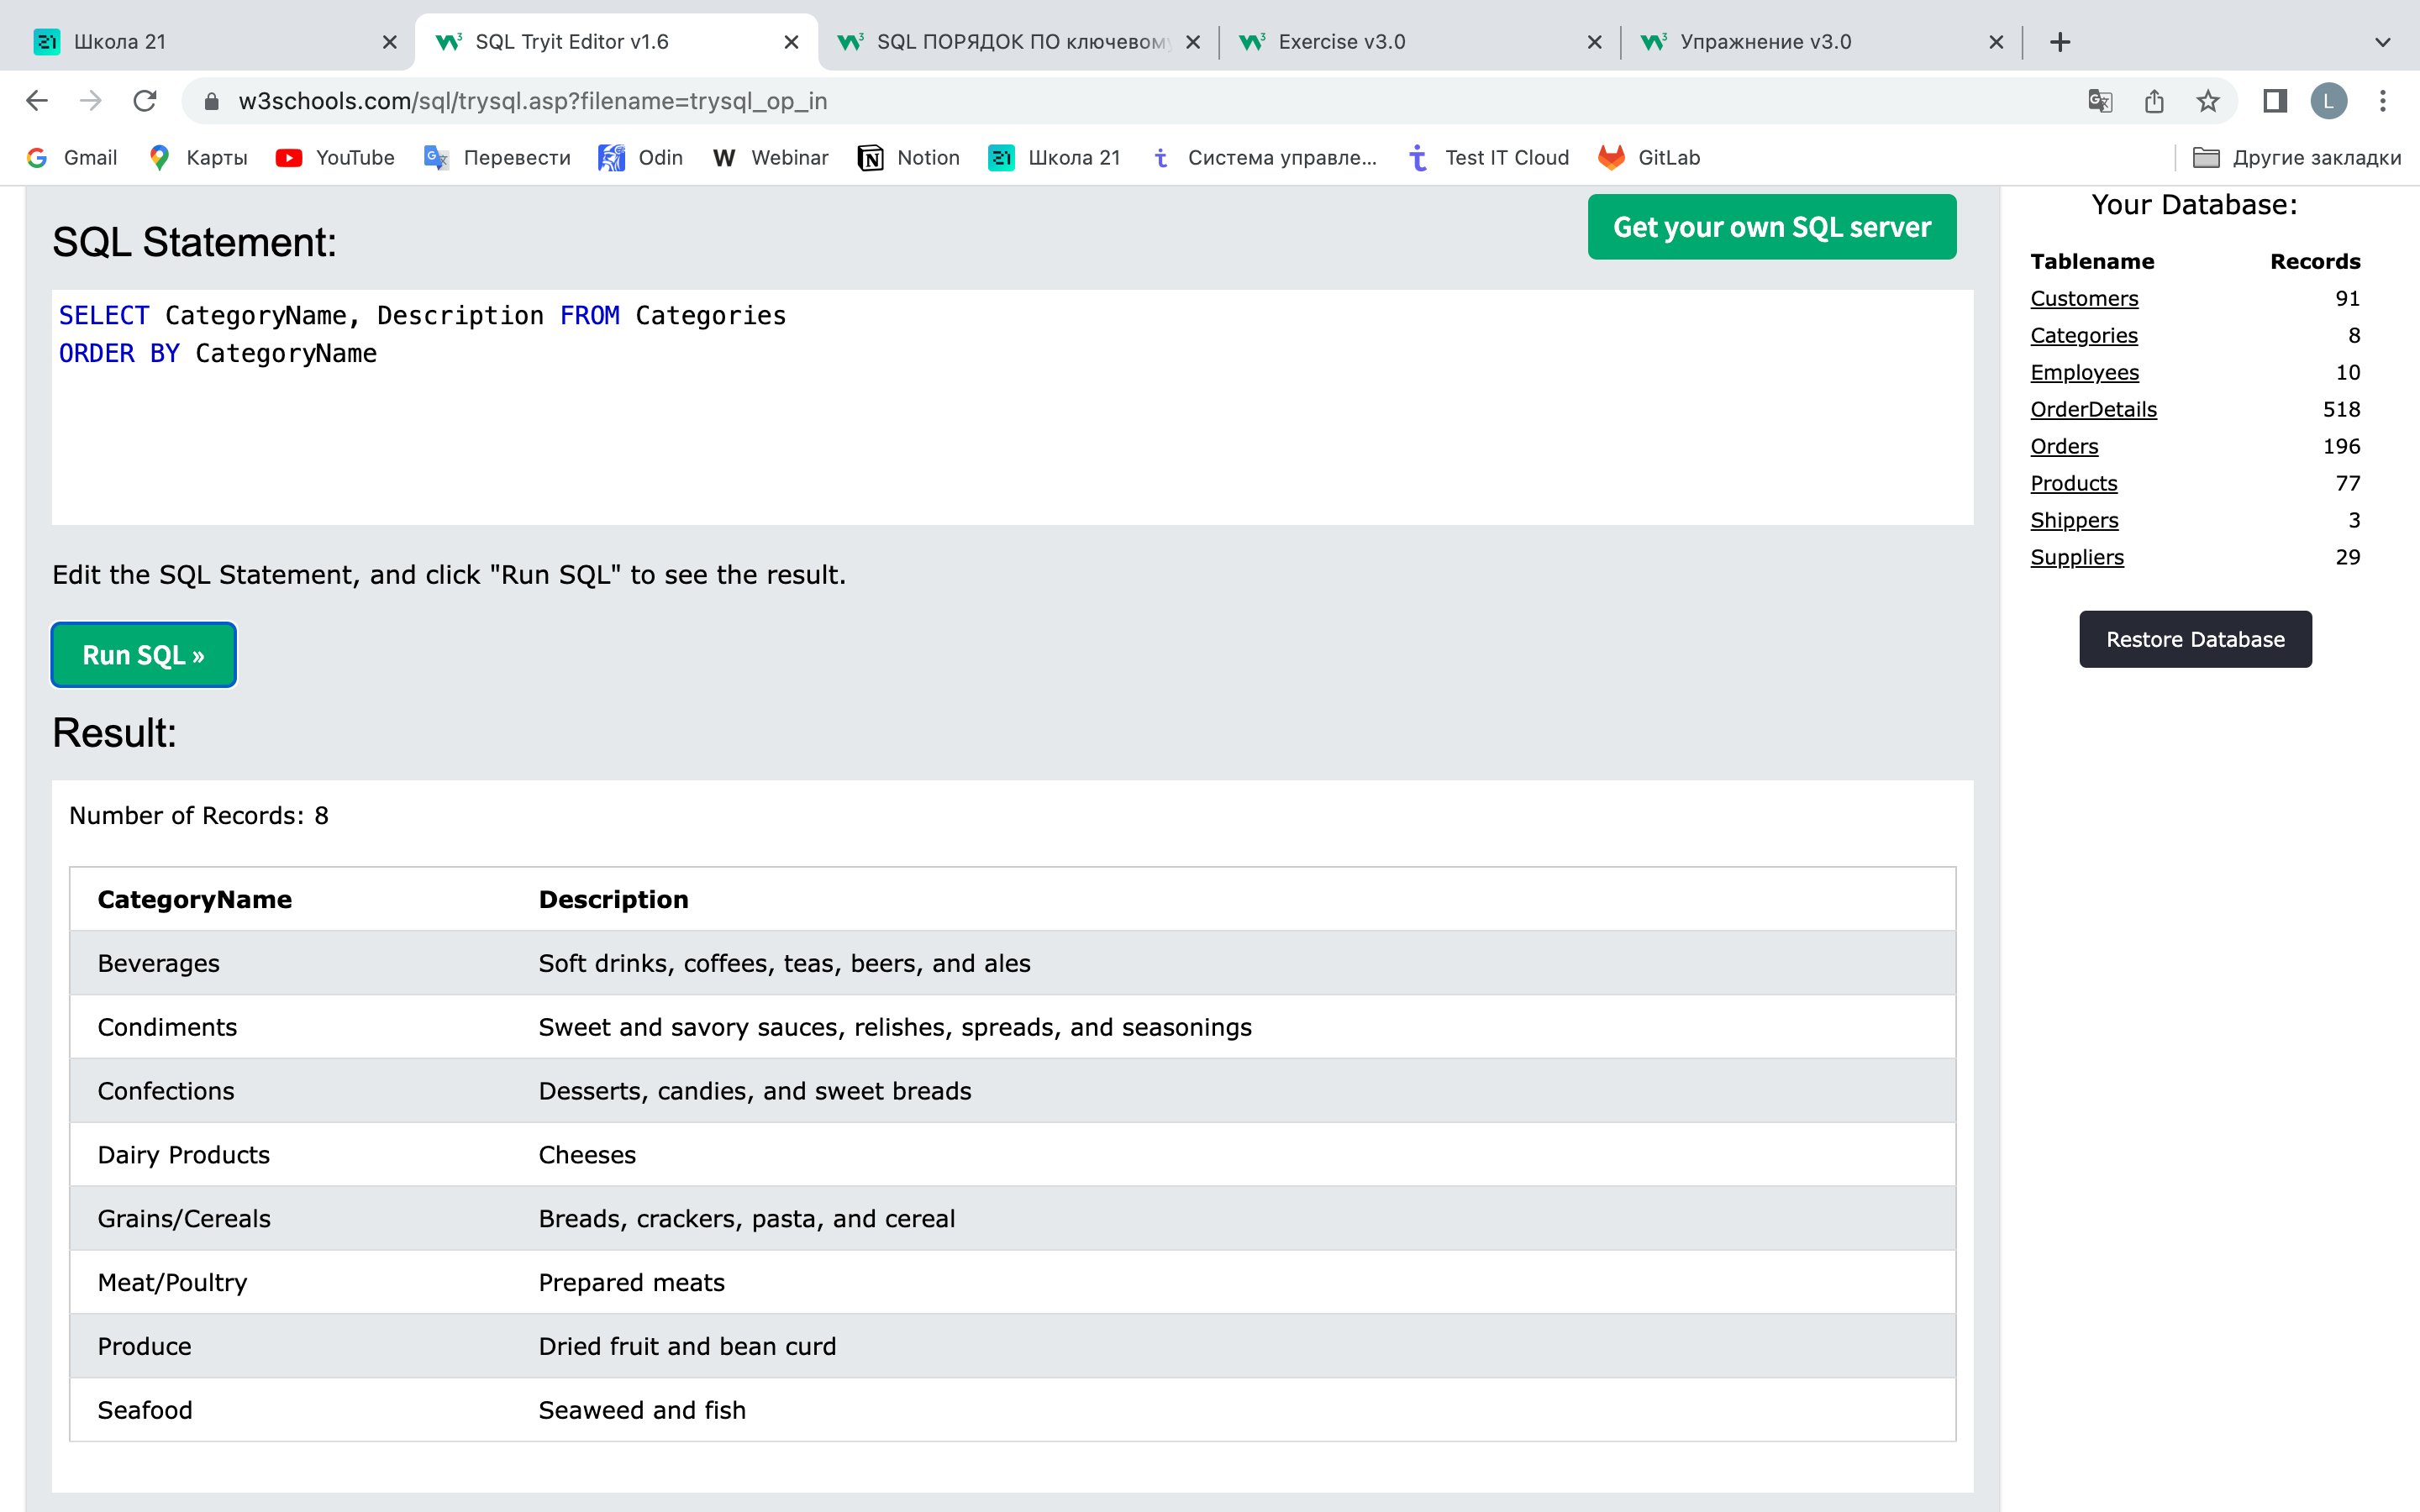 Школа 21
SQL Tryit Editor v1.6
SQL ПОРЯДОК ПО ключевому
Exercise v3.0
Упражнение v3.0
w3schools.com/sql/trysql.asp?filename=trysql_op_in
L
Gmail
Карты
YouTube
Перевести
Odin
W Webinar
Notion
Школа 21
Система управле...
Test IT Cloud
GitLab
Другие закладки
SQL Statement:
Get your own SQL server
SELECT CategoryName, Description FROM Categories
ORDER BY CategoryName
Edit the SQL Statement, and click "Run SQL" to see the result.
Run SQL »
Result:
Number of Records: 8
CategoryName Description
Beverages Soft drinks, coffees, teas, beers, and ales
Condiments Sweet and savory sauces, relishes, spreads, and seasonings
Confections Desserts, candies, and sweet breads
Dairy Products Cheeses
Grains/Cereals Breads, crackers, pasta, and cereal
Meat/Poultry Prepared meats
Produce Dried fruit and bean curd
Seafood Seaweed and fish
Your Database:
Tablename Records
Customers 91
Categories 8
Employees 10
OrderDetails 518
Orders 196
Products 77
Shippers 3
Suppliers 29
Restore Database